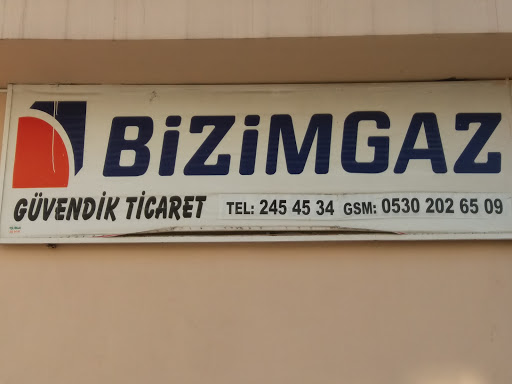 BİZİMGAZ
GÜVENDİK TİCARET TEL: 245 45 34 GSM: 0530 202 65 09